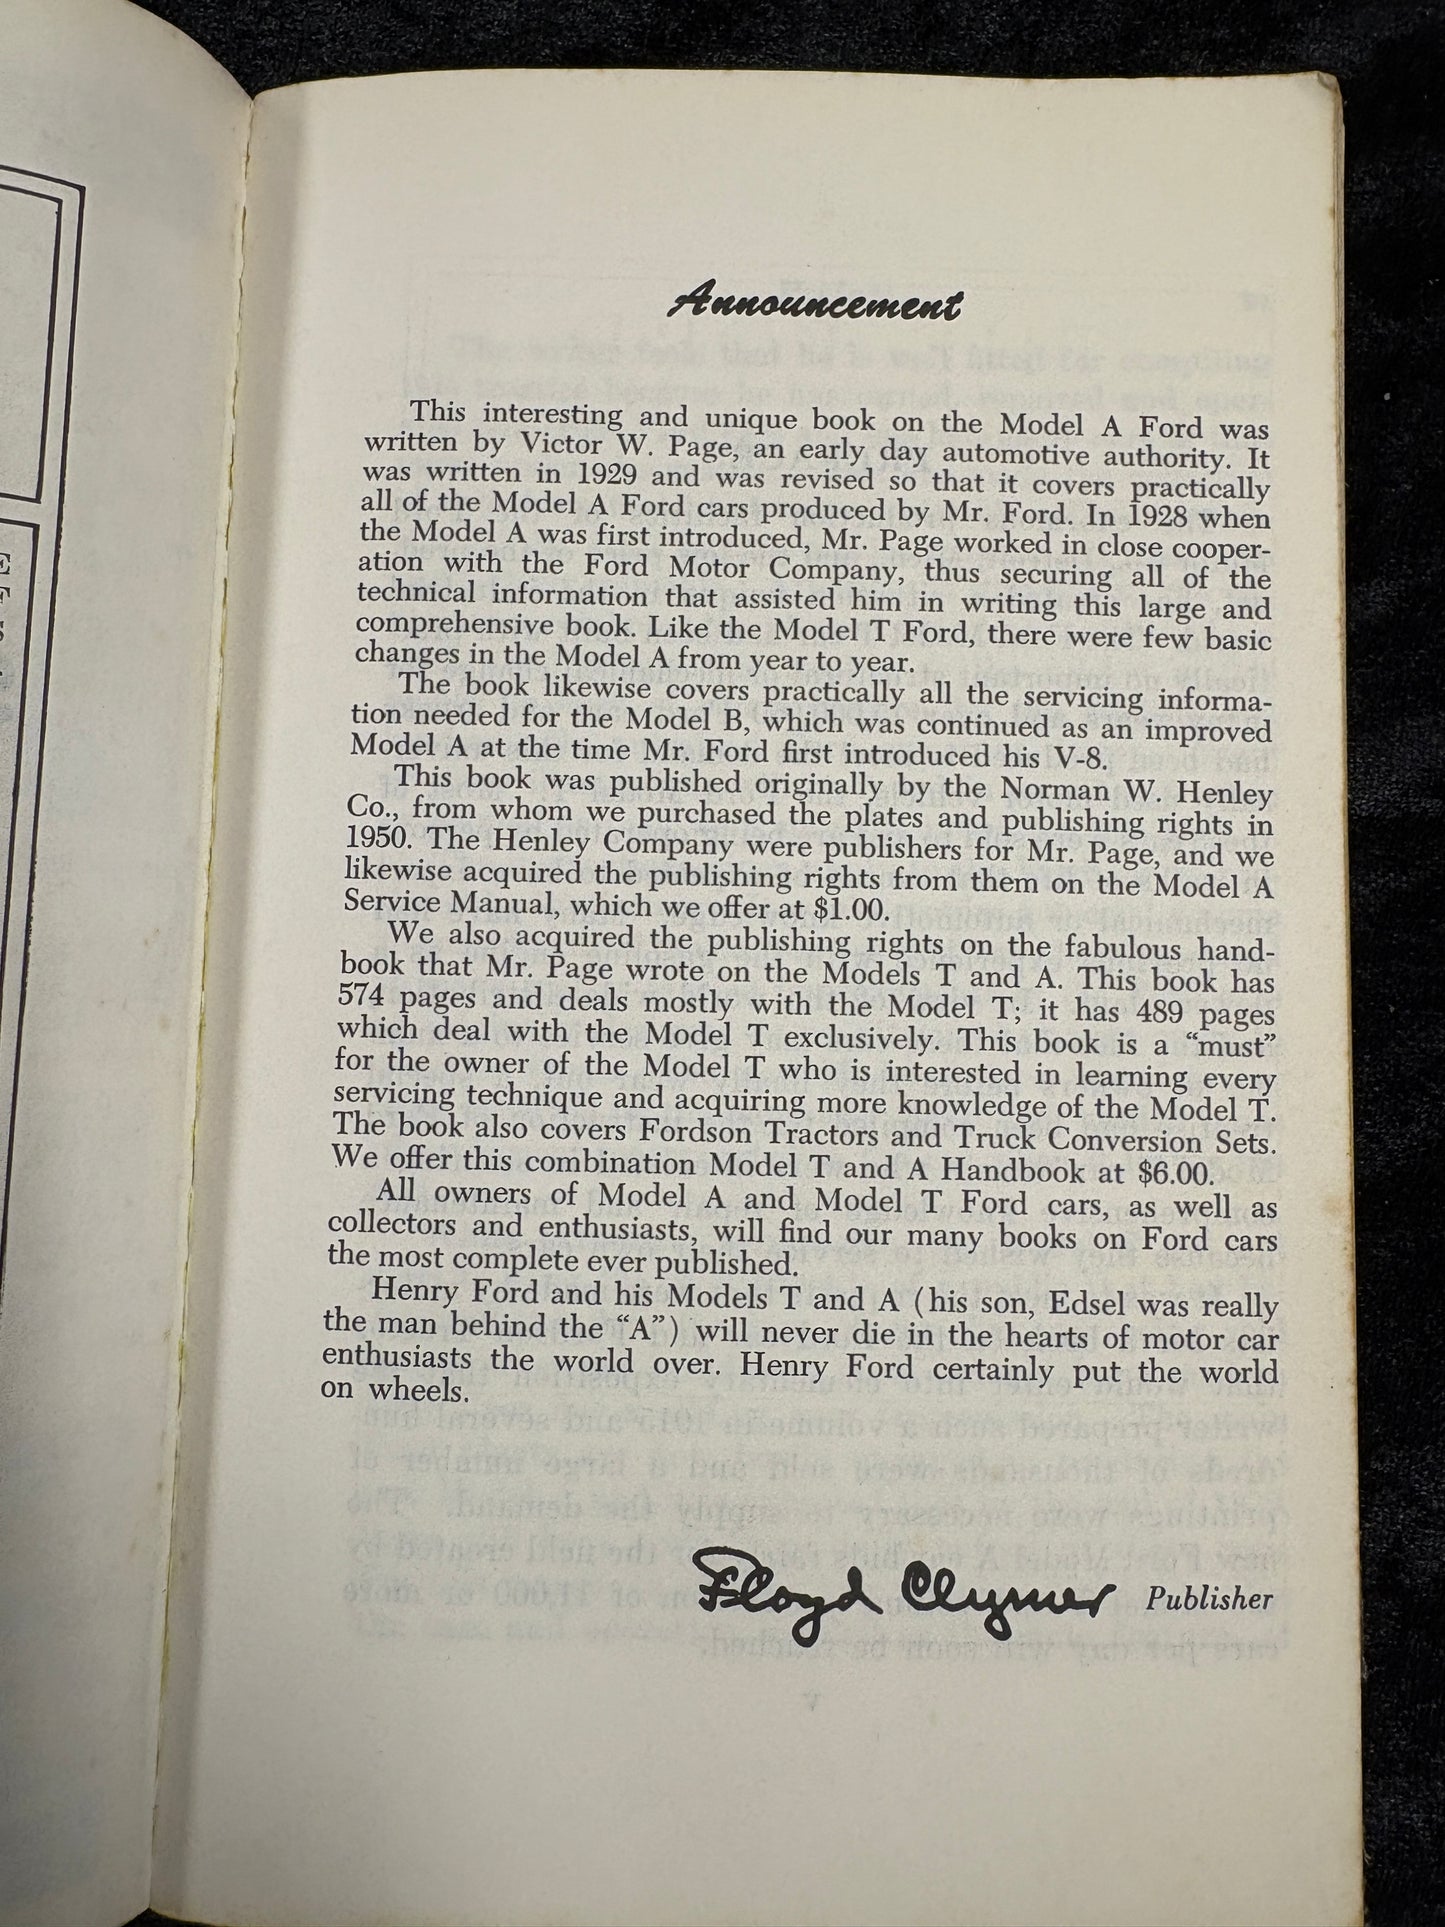 Announcement
This interesting and unique book on the Model A Ford was
written by Victor W. Page, an early day automotive authority. It
was written in 1929 and was revised so that it covers practically
all of the Model A Ford cars produced by Mr. Ford. In 1928 when
the Model A was first introduced, Mr. Page worked in close cooper-
ation with the Ford Motor Company, thus securing all of the
technical information that assisted him in writing this large and
comprehensive book. Like the Model T Ford, there were few basic
changes in the Model A from year to year.
The book likewise covers practically all the servicing informa-
tion needed for the Model B, which was continued as an improved
Model A at the time Mr. Ford first introduced his V-8.
This book was published originally by the Norman W. Henley
Co., from whom we purchased the plates and publishing rights in
1950. The Henley Company were publishers for Mr. Page, and we
likewise acquired the publishing rights from them on the Model A
Service Manual, which we offer at $1.00.
We also acquired the publishing rights on the fabulous hand-
book that Mr. Page wrote on the Models T and A. This book has
574 pages and deals mostly with the Model T; it has 489 pages
which deal with the Model T exclusively. This book is a “must”
for the owner of the Model T who is interested in learning every
servicing technique and acquiring more knowledge of the Model T.
The book also covers Fordson Tractors and Truck Conversion Sets.
We offer this combination Model T and A Handbook at $6.00.
All owners of Model A and Model T Ford cars, as well as
collectors and enthusiasts, will find our many books on Ford cars
the most complete ever published.
Henry Ford and his Models T and A (his son, Edsel was really
the man behind the “A”) will never die in the hearts of motor car
enthusiasts the world over. Henry Ford certainly put the world
on wheels.
Floyd Clymer Publisher